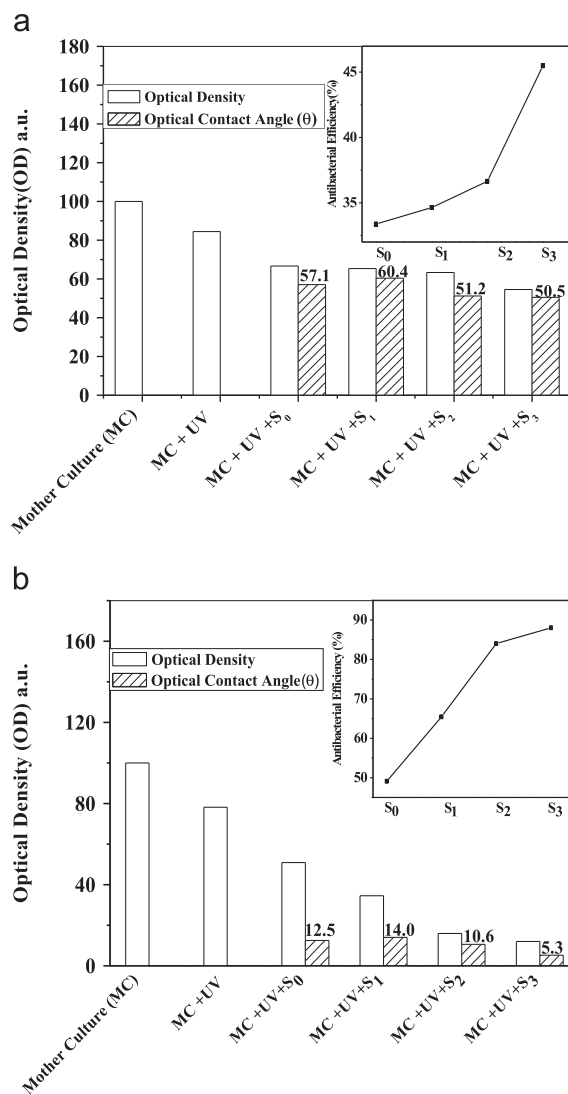 a
180
160
140
120
100
80
60
40
20
0
Optical Density(OD) a.u.
Optical Density
Optical Contact Angle (θ)
57.1
60.4
51.2
50.5
Mother Culture (MC)
MC + UV
MC + UV +S₀
MC + UV +S₁
MC + UV +S₂
MC + UV +S₃
Antibacterial Efficiency(%)
45
40
35
S₀
S₁
S₂
S₃
b
160
120
80
40
0
Optical Density (OD) a.u.
Optical Density
Optical Contact Angle(θ)
12.5
14.0
10.6
5.3
Mother Culture (MC)
MC +UV
MC +UV+S₀
MC +UV+S₁
MC +UV+S₂
MC +UV+S₃
Antibacterial Efficiency (%)
90
80
70
60
50
S₀
S₁
S₂
S₃